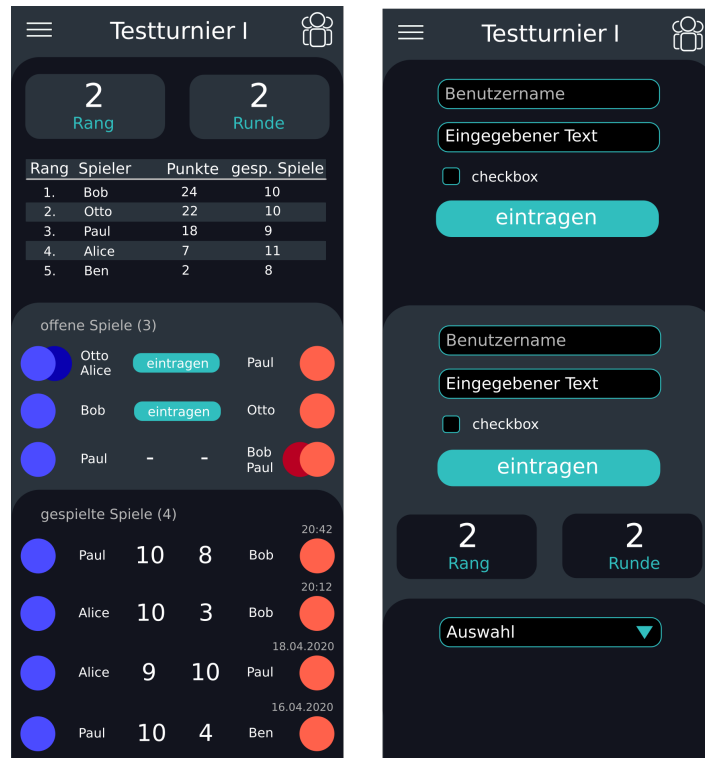 Testturnier I
2 2
Rang Runde
Rang Spieler Punkte gesp. Spiele
1. Bob 24 10
2. Otto 22 10
3. Paul 18 9
4. Alice 7 11
5. Ben 2 8
offene Spiele (3)
Otto
Alice eintragen Paul
Bob eintragen Otto
Paul - - Bob
Paul
gespielte Spiele (4)
20:42
Paul 10 8 Bob
20:12
Alice 10 3 Bob
18.04.2020
Alice 9 10 Paul
16.04.2020
Paul 10 4 Ben
Testturnier I
Benutzername
Eingegebener Text
checkbox
eintragen
Benutzername
Eingegebener Text
checkbox
eintragen
2 2
Rang Runde
Auswahl